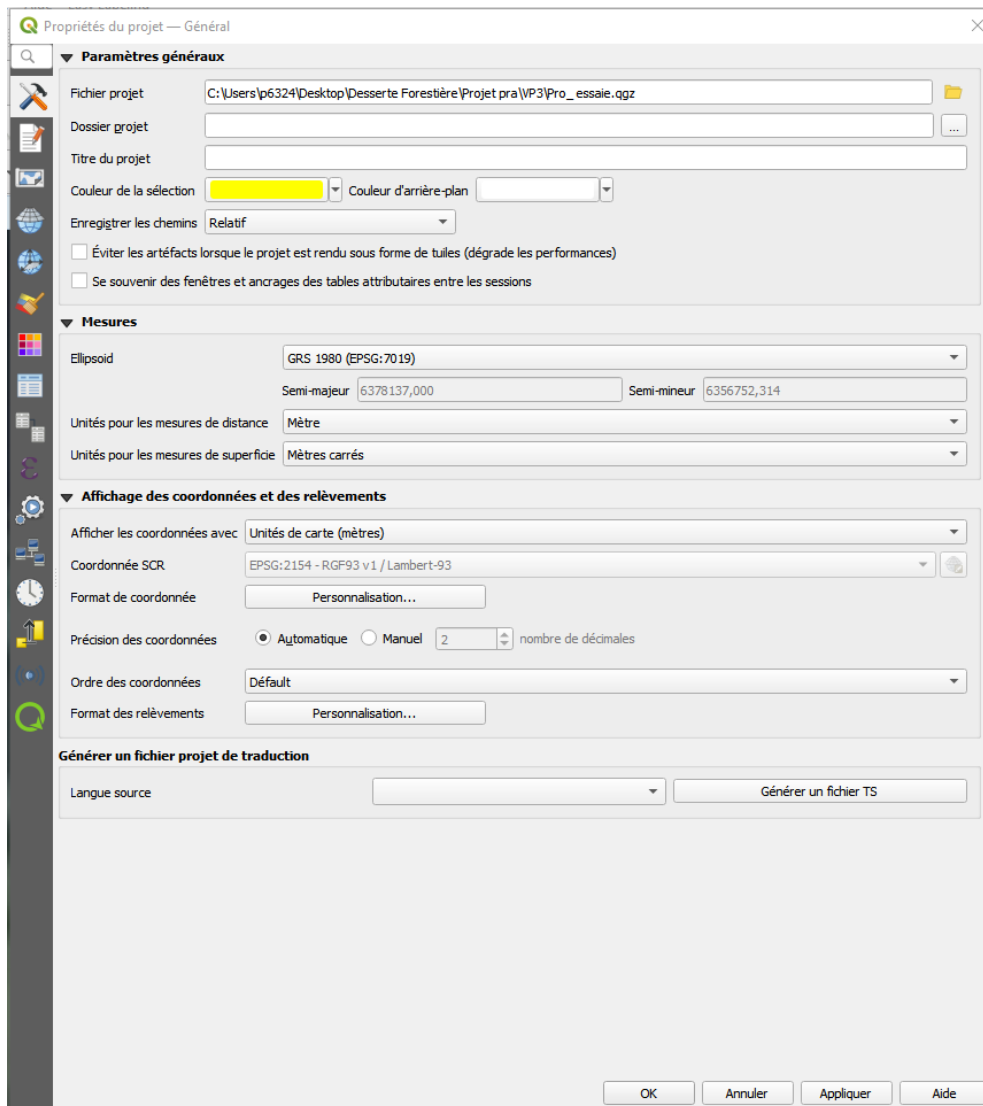 Propriétés du projet — Général
Paramètres généraux
Fichier projet C:\Users\p6324\Desktop\Desserte Forestière\Projet pra\VP3\Pro_essaie.qgz
Dossier projet ...
Titre du projet
Couleur de la sélection Couleur d'arrière-plan
Enregistrer les chemins Relatif
Éviter les artéfacts lorsque le projet est rendu sous forme de tuiles (dégrade les performances)
Se souvenir des fenêtres et ancrages des tables attributaires entre les sessions
Mesures
Ellipsoid GRS 1980 (EPSG:7019)
Semi-majeur 6378137,000 Semi-mineur 6356752,314
Unités pour les mesures de distance Mètre
Unités pour les mesures de superficie Mètres carrés
Affichage des coordonnées et des relèvements
Afficher les coordonnées avec Unités de carte (mètres)
Coordonnée SCR EPSG:2154 - RGF93 v1 / Lambert-93
Format de coordonnée Personnalisation...
Précision des coordonnées Automatique Manuel 2 nombre de décimales
Ordre des coordonnées Défault
Format des relèvements Personnalisation...
Générer un fichier projet de traduction
Langue source Générer un fichier TS
OK Annuler Appliquer Aide